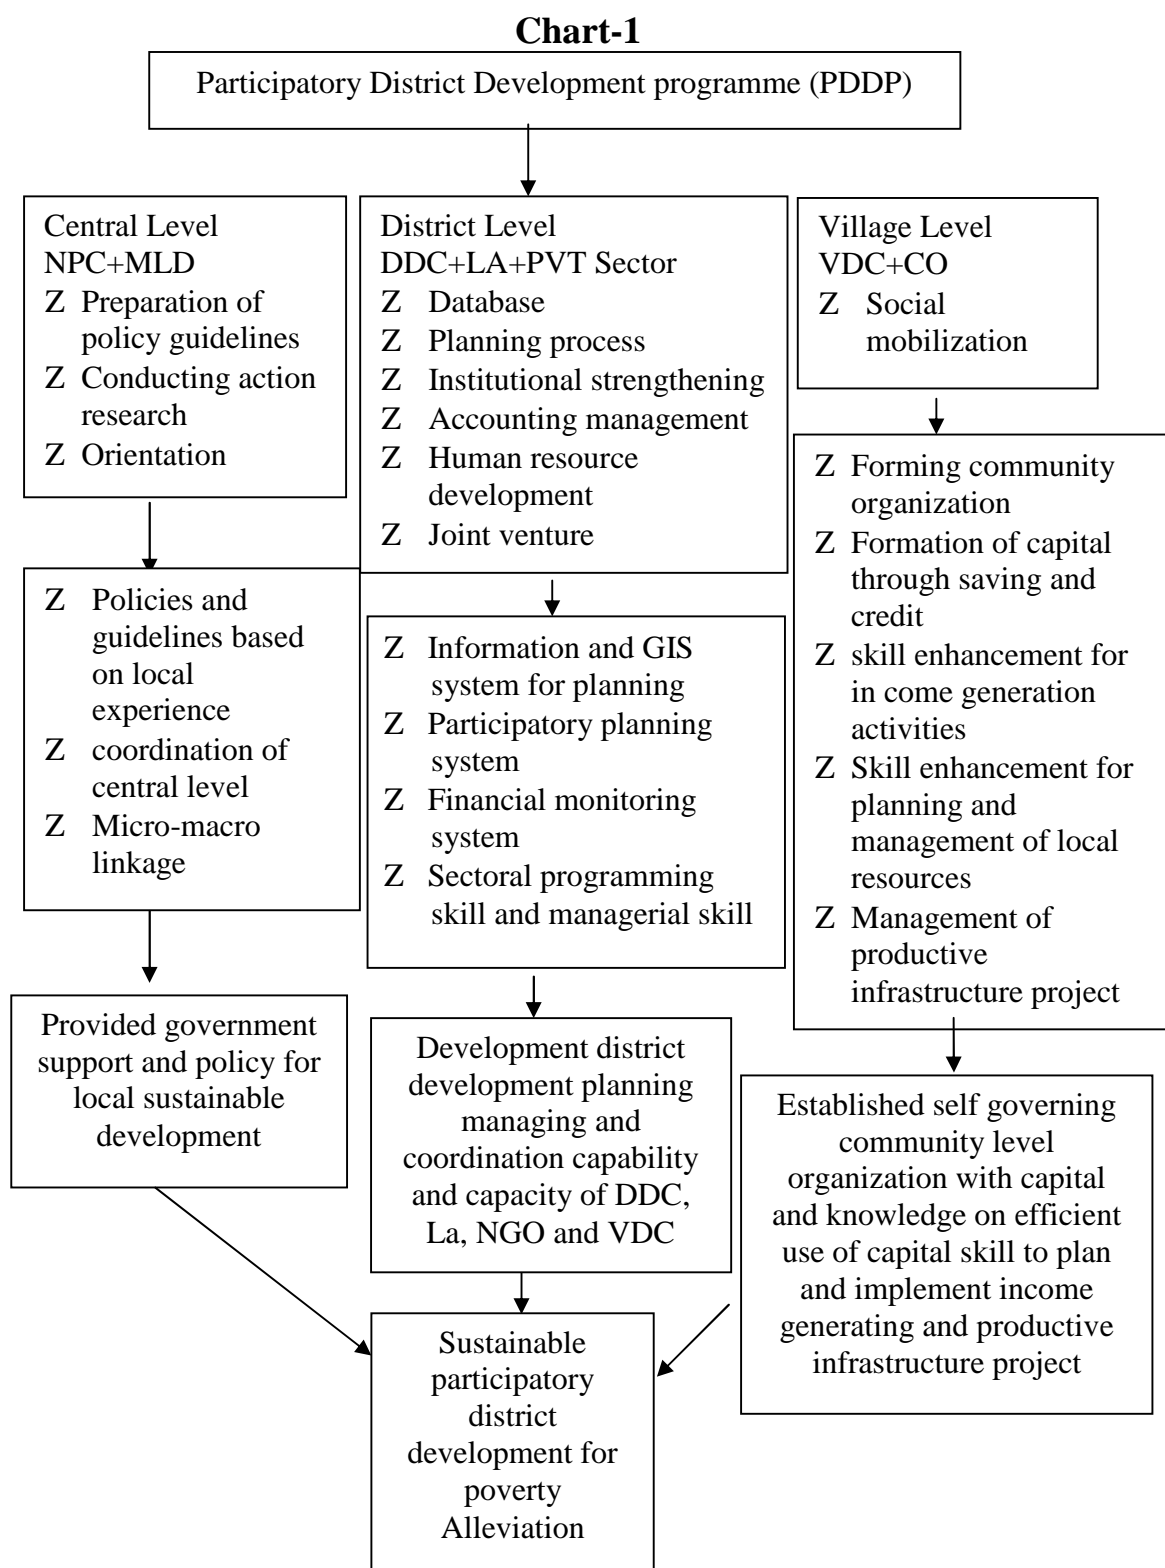 Chart-1
Participatory District Development programme (PDDP)
Central Level
NPC+MLD
Z Preparation of
policy guidelines
Z Conducting action
research
Z Orientation
District Level
DDC+LA+PVT Sector
Z Database
Z Planning process
Z Institutional strengthening
Z Accounting management
Z Human resource
development
Z Joint venture
Village Level
VDC+CO
Z Social
mobilization
Z Policies and
guidelines based
on local
experience
Z coordination of
central level
Z Micro-macro
linkage
Z Information and GIS
system for planning
Z Participatory planning
system
Z Financial monitoring
system
Z Sectoral programming
skill and managerial skill
Z Forming community
organization
Z Formation of capital
through saving and
credit
Z skill enhancement for
in come generation
activities
Z Skill enhancement for
planning and
management of local
resources
Z Management of
productive
infrastructure project
Provided government
support and policy for
local sustainable
development
Development district
development planning
managing and
coordination capability
and capacity of DDC,
La, NGO and VDC
Established self governing
community level
organization with capital
and knowledge on efficient
use of capital skill to plan
and implement income
generating and productive
infrastructure project
Sustainable
participatory
district
development for
poverty
Alleviation